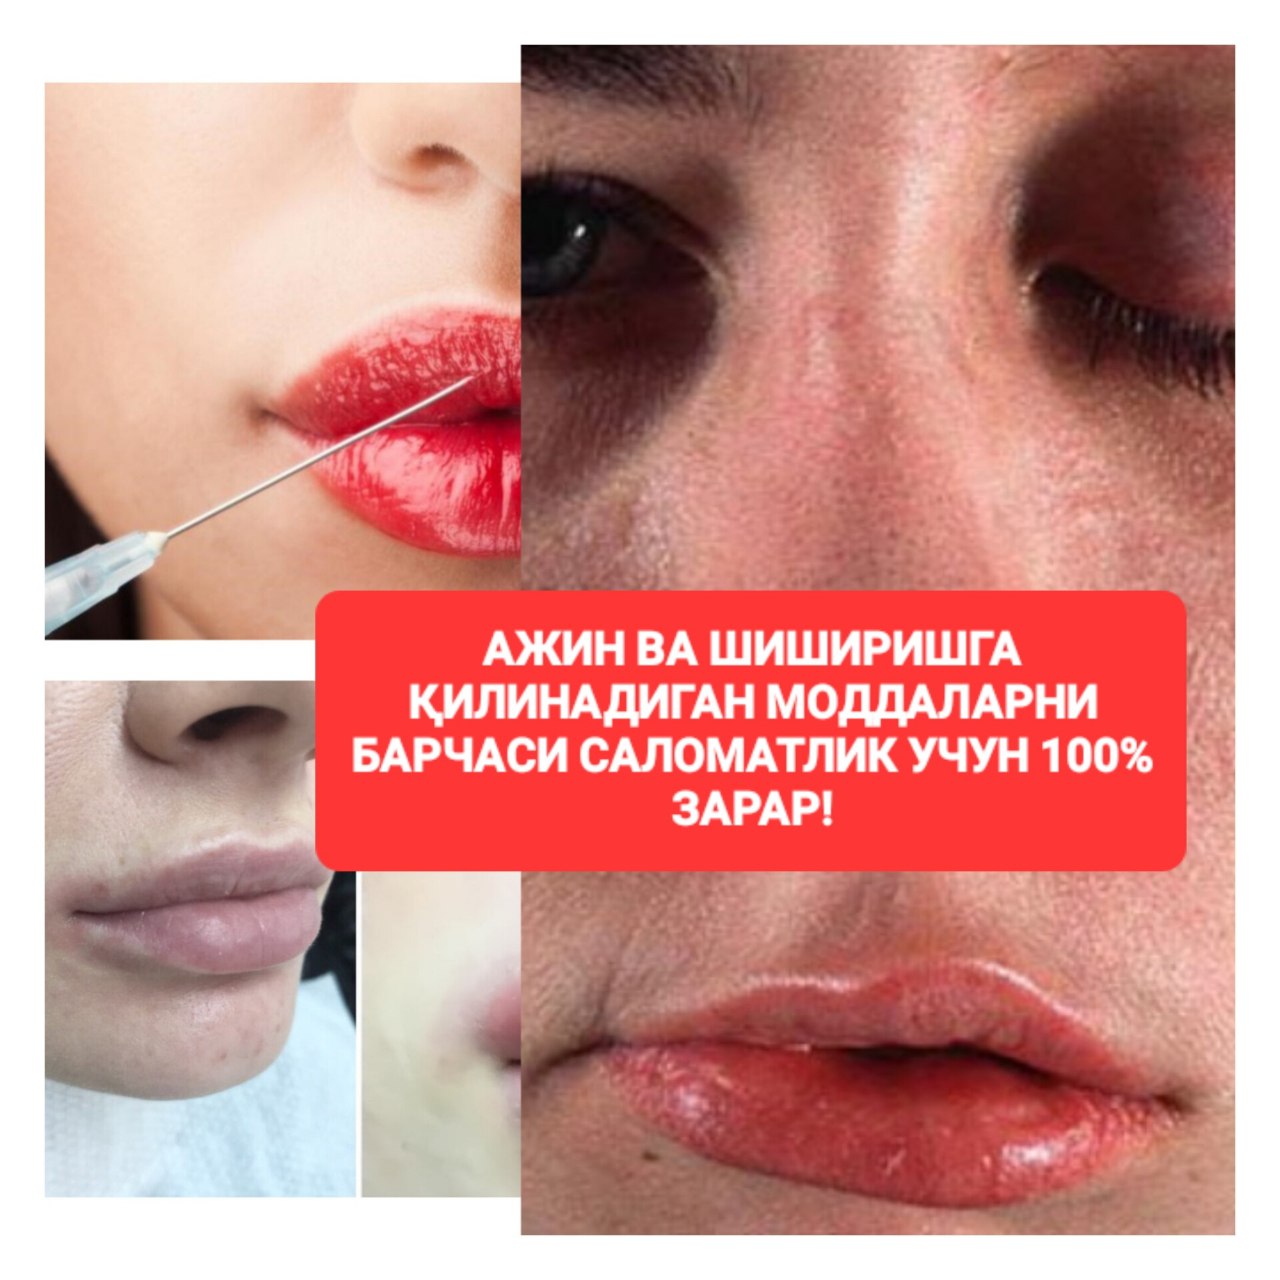 АЖИН ВА ШИШИРИШГА
ҚИЛИНАДИГАН МОДДАЛАРНИ
БАРЧАСИ САЛОМАТЛИК УЧУН 100%
ЗАРАР!